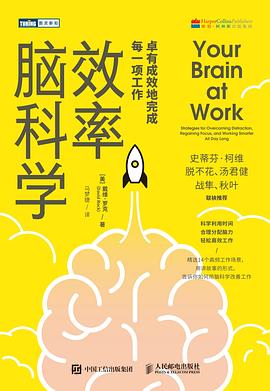 TURING
图灵新知
HarperCollinsPublishers
卓有成效地完成
每一项工作
效率
脑科学
[美] 戴维·罗克 著
David Rock
马梦捷 译
Your
Brain
at
Work
Strategies for Overcoming Distraction,
Regaining Focus, and Working Smarter
All Day Long
史蒂芬·柯维
脱不花、汤君健
战隼、秋叶
联袂推荐
科学利用时间
合理分配脑力
轻松高效工作
精选14个高频工作场景,
用讲故事的形式,
告诉你如何用脑科学改善工作
中国工信出版集团
人民邮电出版社